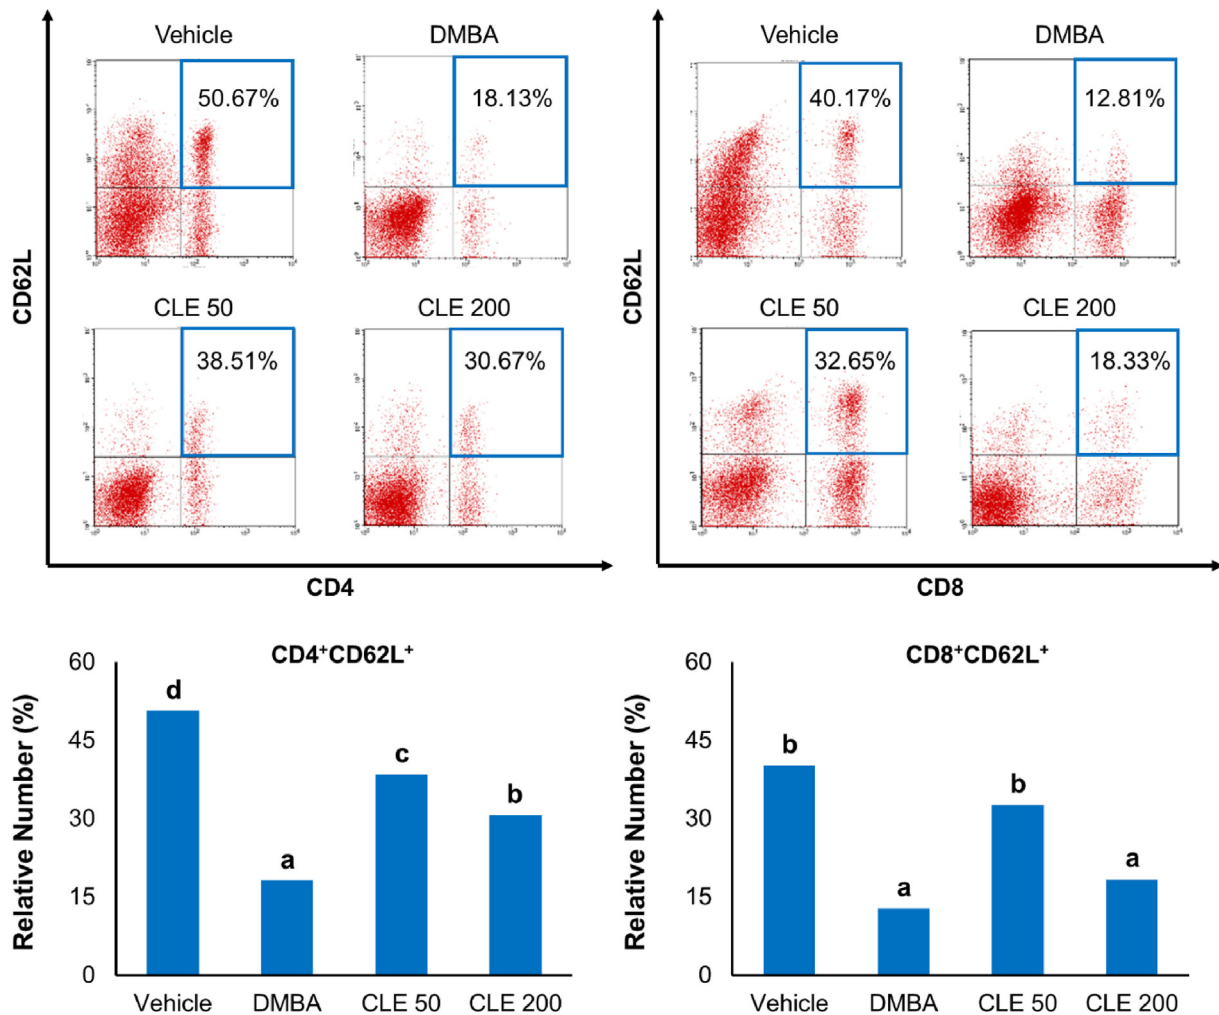 Vehicle
DMBA
50.67%
18.13%
CLE 50
CLE 200
38.51%
30.67%
CD62L
CD4
Vehicle
DMBA
40.17%
12.81%
CLE 50
CLE 200
32.65%
18.33%
CD62L
CD8
CD4⁺CD62L⁺
Relative Number (%)
60
45
30
15
0
d
a
c
b
Vehicle
DMBA
CLE 50
CLE 200
CD8⁺CD62L⁺
Relative Number (%)
60
45
30
15
0
b
a
b
a
Vehicle
DMBA
CLE 50
CLE 200